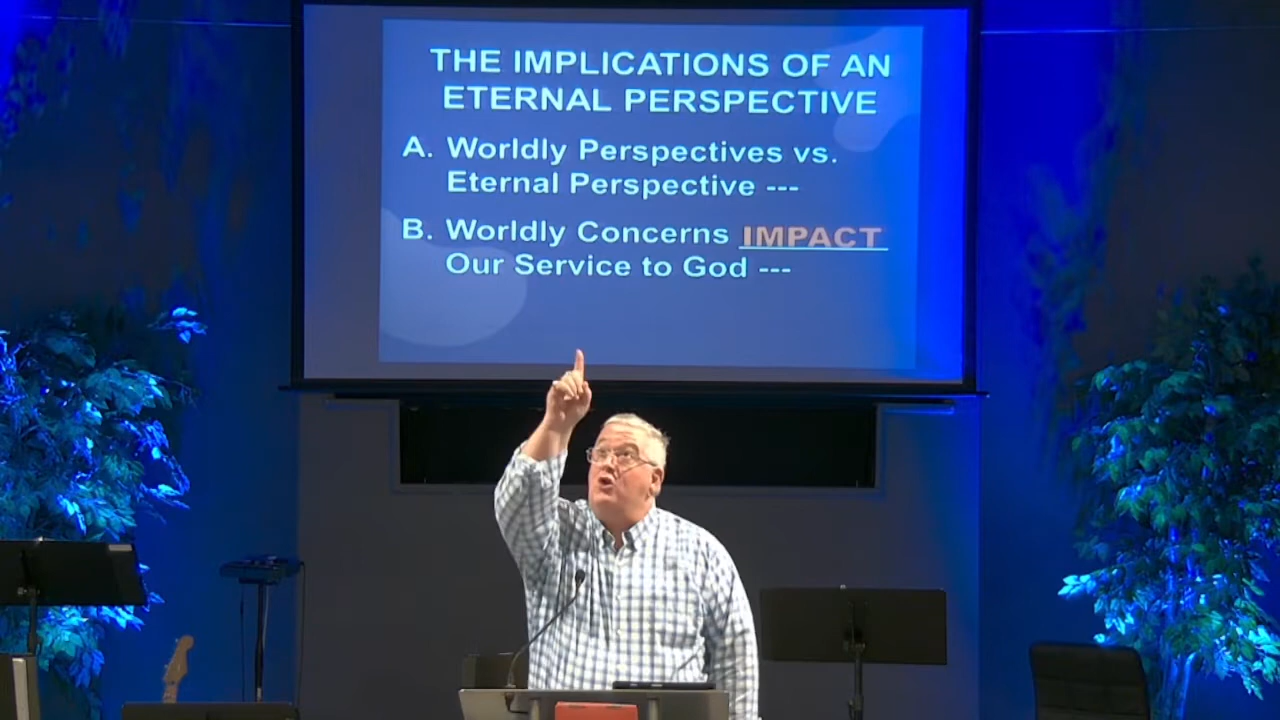 THE IMPLICATIONS OF AN
ETERNAL PERSPECTIVE
A. Worldly Perspectives vs.
Eternal Perspective ---
B. Worldly Concerns IMPACT
Our Service to God ---